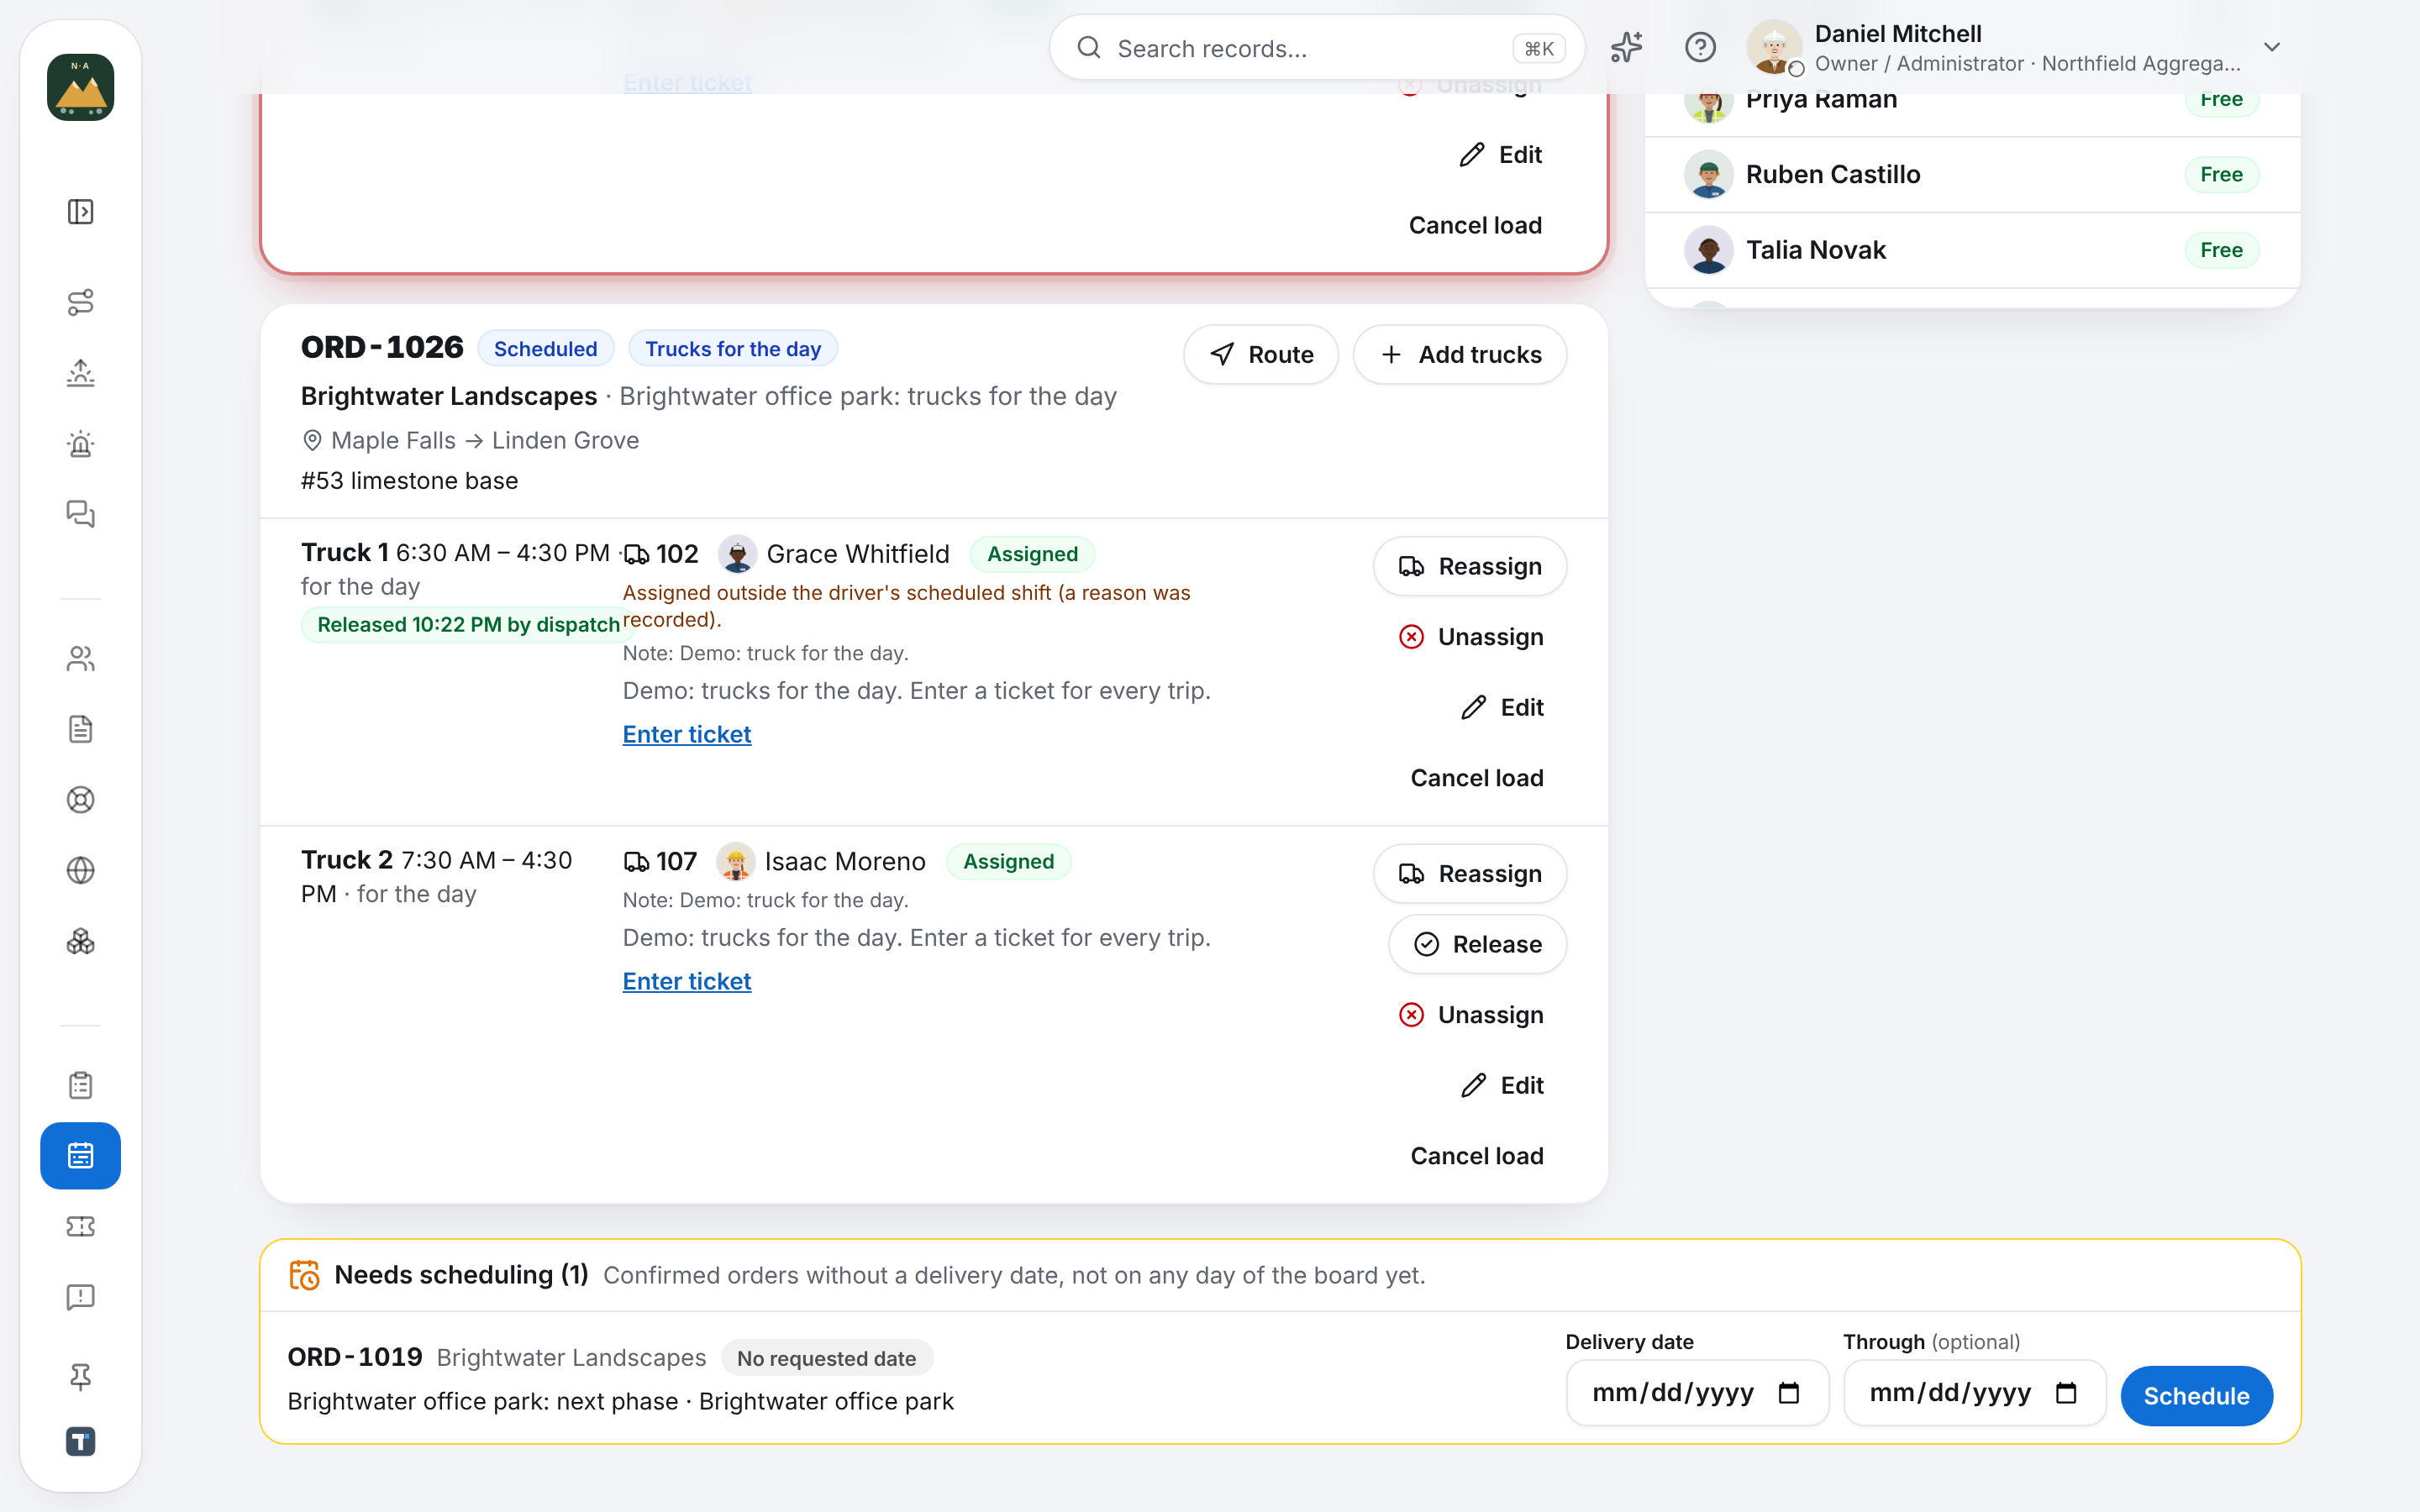 N·A
Search records...
⌘K
Daniel Mitchell
Owner / Administrator · Northfield Aggrega...
Enter ticket
Unassign
Edit
Cancel load
Priya Raman
Free
Ruben Castillo
Free
Talia Novak
Free
ORD-1026
Scheduled
Trucks for the day
Route
Add trucks
Brightwater Landscapes · Brightwater office park: trucks for the day
Maple Falls → Linden Grove
#53 limestone base
Truck 1 6:30 AM – 4:30 PM ·
for the day
Released 10:22 PM by dispatch
102
Grace Whitfield
Assigned
Assigned outside the driver's scheduled shift (a reason was
recorded).
Note: Demo: truck for the day.
Demo: trucks for the day. Enter a ticket for every trip.
Enter ticket
Reassign
Unassign
Edit
Cancel load
Truck 2 7:30 AM – 4:30
PM · for the day
107
Isaac Moreno
Assigned
Note: Demo: truck for the day.
Demo: trucks for the day. Enter a ticket for every trip.
Enter ticket
Reassign
Release
Unassign
Edit
Cancel load
Needs scheduling (1) Confirmed orders without a delivery date, not on any day of the board yet.
ORD-1019 Brightwater Landscapes
No requested date
Brightwater office park: next phase · Brightwater office park
Delivery date
mm/dd/yyyy
Through (optional)
mm/dd/yyyy
Schedule
T